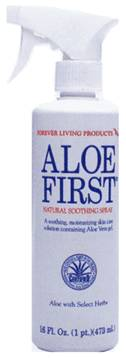 FOREVER LIVING PRODUCTS
ALOE
FIRST
NATURAL SOOTHING SPRAY
A soothing, moisturizing skin care
solution containing Aloe Vera gel.
Aloe with Select Herbs
16 Fl. Oz. (1 pt.)(473 ml.)